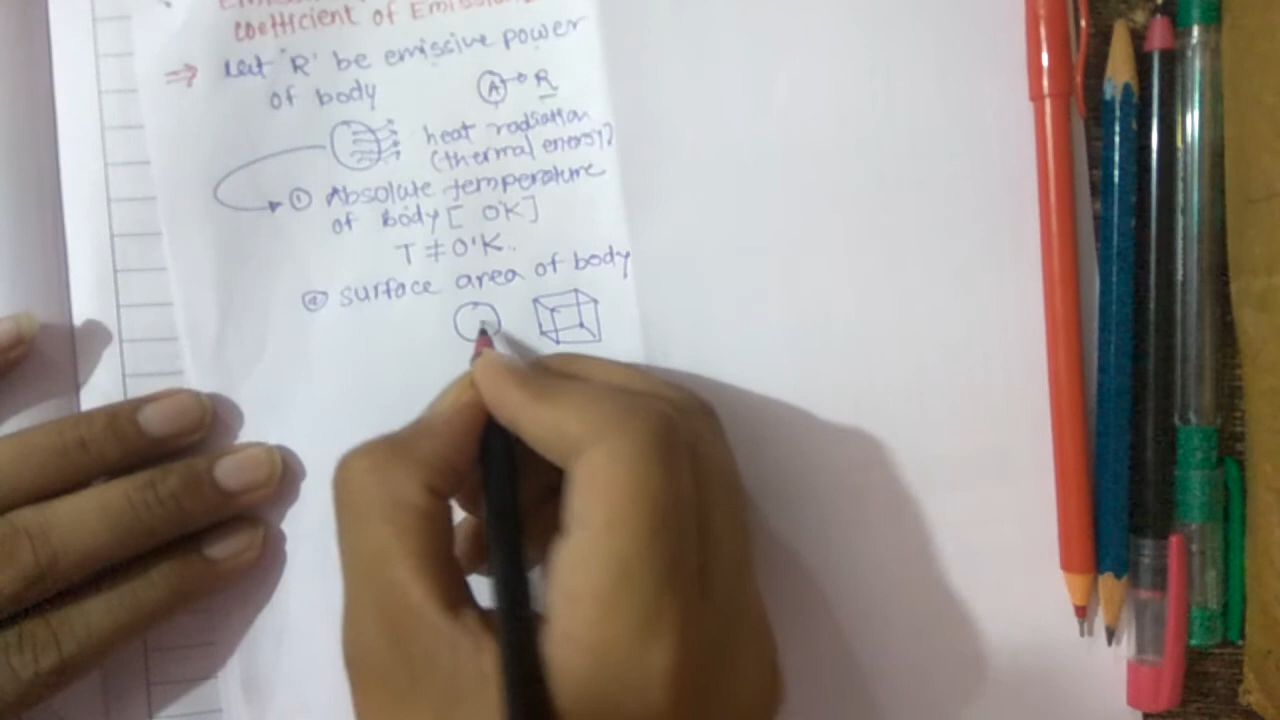 coefficient of Emission
⇒ Let 'R' be emissive power
of body Ⓐ→R
heat radiation
(thermal energy)
① Absolute temperature
of body [ 0°K]
T ≠ 0°K.
② surface area of body